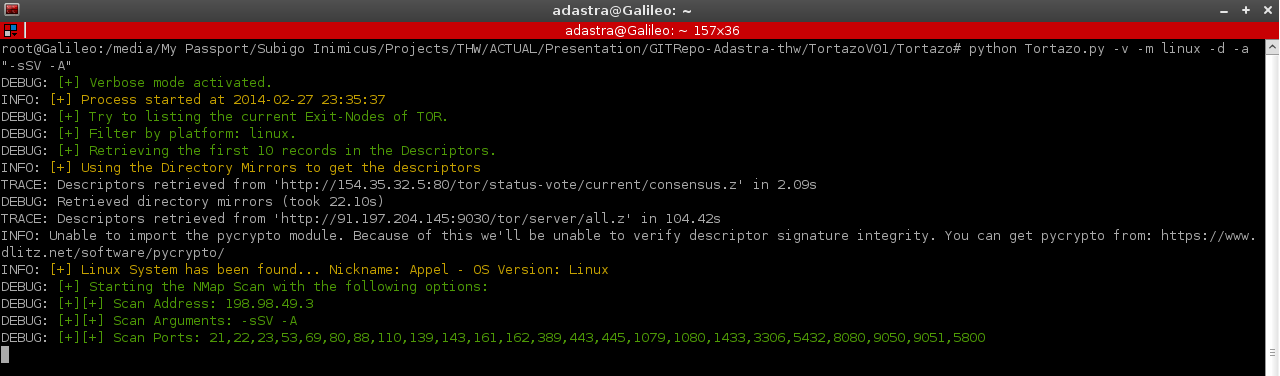 adastra@Galileo: ~
adastra@Galileo: ~ 157x36
root@Galileo:/media/My Passport/Subigo Inimicus/Projects/THW/ACTUAL/Presentation/GITRepo-Adastra-thw/TortazoV01/Tortazo# python Tortazo.py -v -m linux -d -a
"-sSV -A"
DEBUG: [+] Verbose mode activated.
INFO: [+] Process started at 2014-02-27 23:35:37
DEBUG: [+] Try to listing the current Exit-Nodes of TOR.
DEBUG: [+] Filter by platform: linux.
DEBUG: [+] Retrieving the first 10 records in the Descriptors.
INFO: [+] Using the Directory Mirrors to get the descriptors
TRACE: Descriptors retrieved from 'http://154.35.32.5:80/tor/status-vote/current/consensus.z' in 2.09s
DEBUG: Retrieved directory mirrors (took 22.10s)
TRACE: Descriptors retrieved from 'http://91.197.204.145:9030/tor/server/all.z' in 104.42s
INFO: Unable to import the pycrypto module. Because of this we'll be unable to verify descriptor signature integrity. You can get pycrypto from: https://www.
dlitz.net/software/pycrypto/
INFO: [+] Linux System has been found... Nickname: Appel - OS Version: Linux
DEBUG: [+] Starting the NMap Scan with the following options:
DEBUG: [+][+] Scan Address: 198.98.49.3
DEBUG: [+][+] Scan Arguments: -sSV -A
DEBUG: [+][+] Scan Ports: 21,22,23,53,69,80,88,110,139,143,161,162,389,443,445,1079,1080,1433,3306,5432,8080,9050,9051,5800